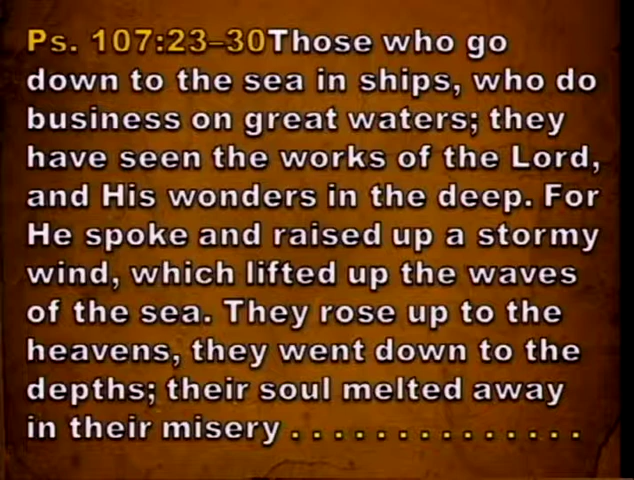 Ps. 107:23–30Those who go
down to the sea in ships, who do
business on great waters; they
have seen the works of the Lord,
and His wonders in the deep. For
He spoke and raised up a stormy
wind, which lifted up the waves
of the sea. They rose up to the
heavens, they went down to the
depths; their soul melted away
in their misery . . . . . . . . . . . . . .